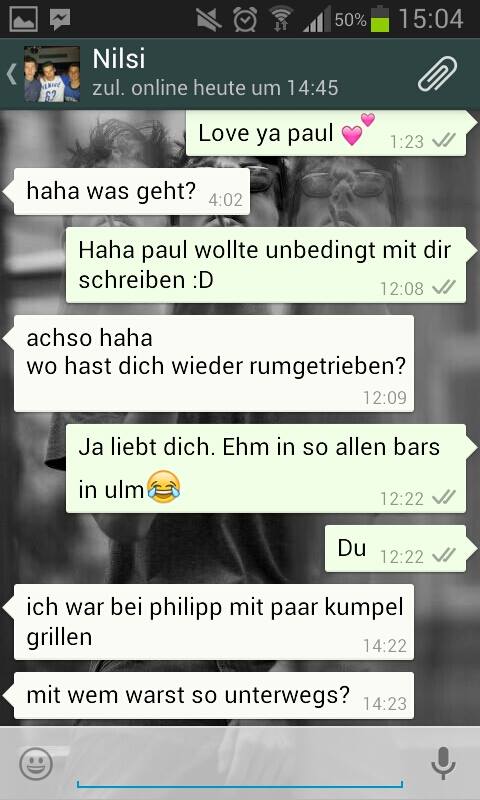 50% 15:04
Nilsi
zul. online heute um 14:45
Love ya paul 💕 1:23
haha was geht? 4:02
Haha paul wollte unbedingt mit dir
schreiben :D
12:08
achso haha
wo hast dich wieder rumgetrieben?
12:09
Ja liebt dich. Ehm in so allen bars
in ulm😂
12:22
Du 12:22
ich war bei philipp mit paar kumpel
grillen
14:22
mit wem warst so unterwegs? 14:23